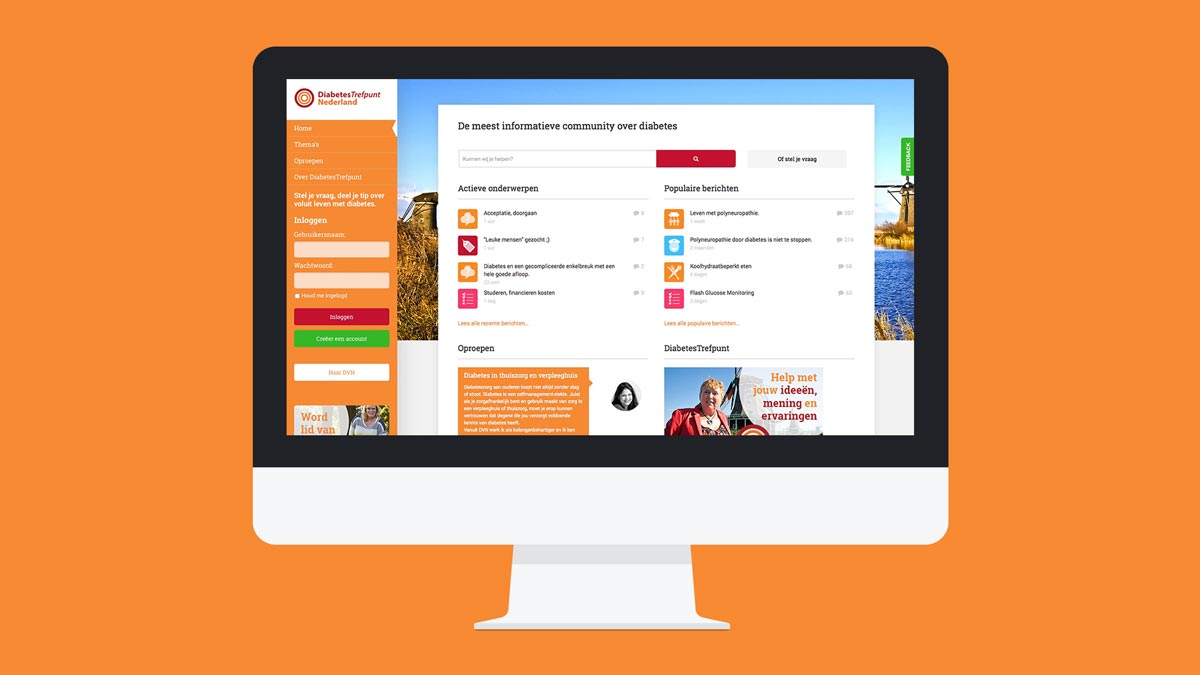 DiabetesTrefpunt
Nederland
Home
Thema's
Oproepen
Over DiabetesTrefpunt
Stel je vraag, deel je tip over
voluit leven met diabetes.
Inloggen
Gebruikersnaam:
Wachtwoord:
Houd me ingelogd
Inloggen
Creëer een account
Naar DVN
Word
lid van
De meest informatieve community over diabetes
Kunnen wij je helpen?
Of stel je vraag
FEEDBACK
Actieve onderwerpen
Acceptatie, doorgaan
1 uur
"Leuke mensen" gezocht ;)
7
1 uur
Diabetes en een gecompliceerde enkelbreuk met een
2
hele goede afloop.
23 uren
Studeren, financieren kosten
1 dag
Lees alle recente berichten...
Populaire berichten
Leven met polyneuropathie.
207
1 week
Polyneuropathie door diabetes is niet te stoppen.
216
2 maanden
Koolhydraatbeperkt eten
58
4 dagen
Flash Glucose Monitoring
50
3 dagen
Lees alle populaire berichten...
Oproepen
Diabetes in thuiszorg en verpleeghuis
Diabeteszorg aan ouderen loopt niet altijd zonder slag
of stoot. Diabetes is een zelfmanagement-ziekte. Juist
als je zorgafhankelijk bent en gebruik maakt van zorg in
een verpleeghuis of thuiszorg, moet je erop kunnen
vertrouwen dat degene die jou verzorgt voldoende
kennis van diabetes heeft.
Vanuit DVN werk ik als belangenbehartiger en ik ben
DiabetesTrefpunt
Help met
jouw ideeën,
mening en
ervaringen